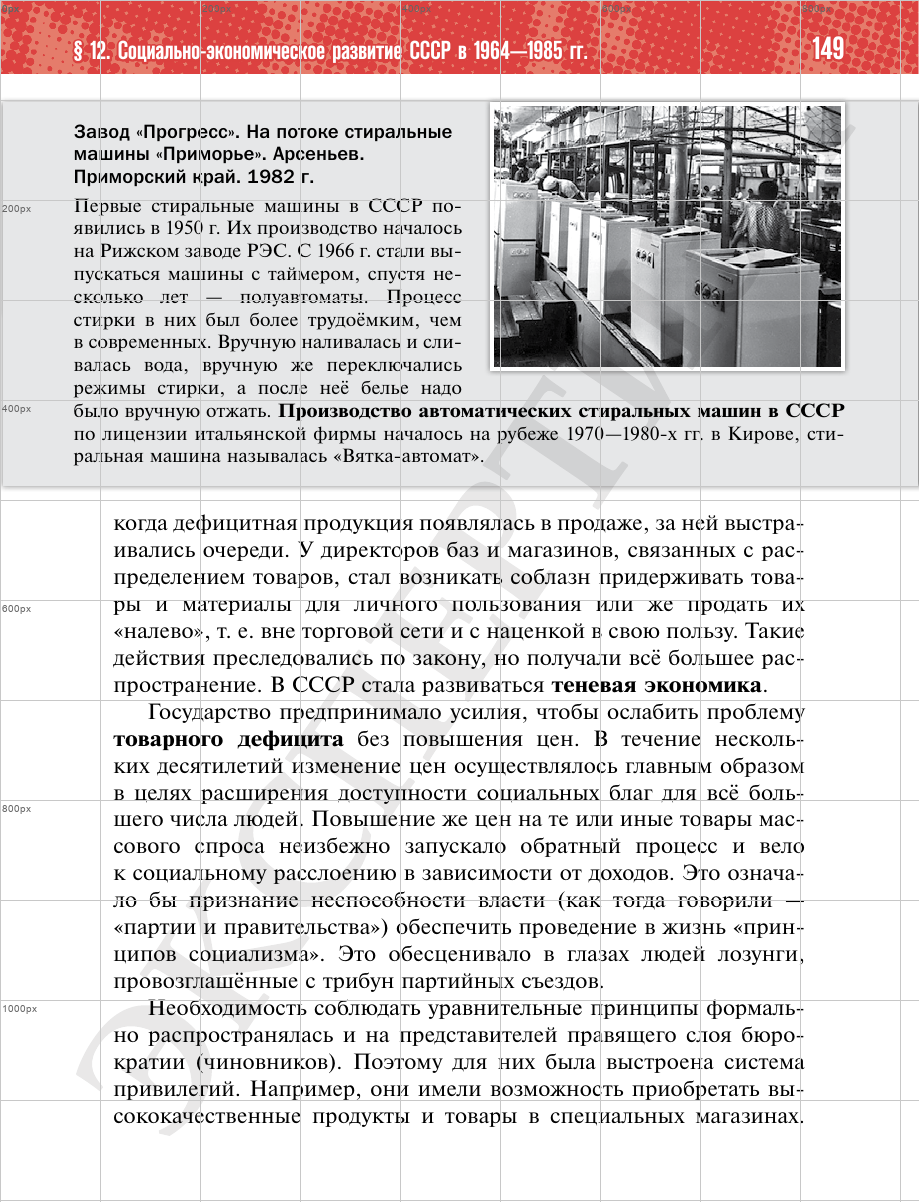 § 12. Социально-экономическое развитие СССР в 1964—1985 гг.
149
Завод «Прогресс». На потоке стиральные
машины «Приморье». Арсеньев.
Приморский край. 1982 г.
Первые стиральные машины в СССР по-
явились в 1950 г. Их производство началось
на Рижском заводе РЭС. С 1966 г. стали вы-
пускаться машины с таймером, спустя не-
сколько лет — полуавтоматы. Процесс
стирки в них был более трудоёмким, чем
в современных. Вручную наливалась и сли-
валась вода, вручную же переключались
режимы стирки, а после неё бельё надо
было вручную отжать. Производство автоматических стиральных машин в СССР
по лицензии итальянской фирмы началось на рубеже 1970—1980-х гг. в Кирове, сти-
ральная машина называлась «Вятка-автомат».
когда дефицитная продукция появлялась в продаже, за ней выстра-
ивались очереди. У директоров баз и магазинов, связанных с рас-
пределением товаров, стал возникать соблазн придерживать това-
ры и материалы для личного пользования или же продать их
«налево», т. е. вне торговой сети и с наценкой в свою пользу. Такие
действия преследовались по закону, но получали всё большее рас-
пространение. В СССР стала развиваться теневая экономика.
Государство предпринимало усилия, чтобы ослабить проблему
товарного дефицита без повышения цен. В течение несколь-
ких десятилетий изменение цен осуществлялось главным образом
в целях расширения доступности социальных благ для всё боль-
шего числа людей. Повышение же цен на те или иные товары мас-
сового спроса неизбежно запускало обратный процесс и вело
к социальному расслоению в зависимости от доходов. Это означа-
ло бы признание неспособности власти (как тогда говорили —
«партии и правительства») обеспечить проведение в жизнь «прин-
ципов социализма». Это обесценивало в глазах людей лозунги,
провозглашённые с трибун партийных съездов.
Необходимость соблюдать уравнительные принципы формаль-
но распространялась и на представителей правящего слоя бюро-
кратии (чиновников). Поэтому для них была выстроена система
привилегий. Например, они имели возможность приобретать вы-
сококачественные продукты и товары в специальных магазинах.
200px
400px
600px
800px
1000px